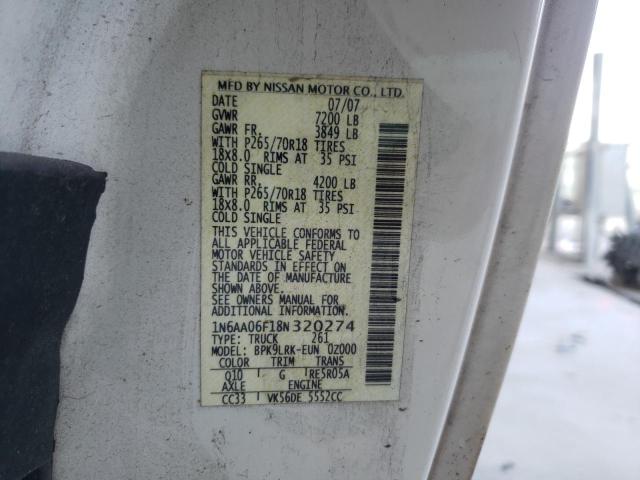 MFD BY NISSAN MOTOR CO., LTD.
DATE 07/07
GVWR 7200 LB
GAWR FR. 3849 LB
WITH P265/70R18 TIRES
18X8.0 RIMS AT 35 PSI
COLD SINGLE
GAWR RR. 4200 LB
WITH P265/70R18 TIRES
18X8.0 RIMS AT 35 PSI
COLD SINGLE
THIS VEHICLE CONFORMS TO
ALL APPLICABLE FEDERAL
MOTOR VEHICLE SAFETY
STANDARDS IN EFFECT ON
THE DATE OF MANUFACTURE
SHOWN ABOVE.
SEE OWNERS MANUAL FOR
ADDITIONAL INFORMATION.
1N6AA06F18N320274
TYPE: TRUCK 261
MODEL: BPK9LRK-EUN 0Z000
COLOR TRIM TRANS
Q10 G RE5R05A
AXLE ENGINE
CC33 VK56DE 5552CC